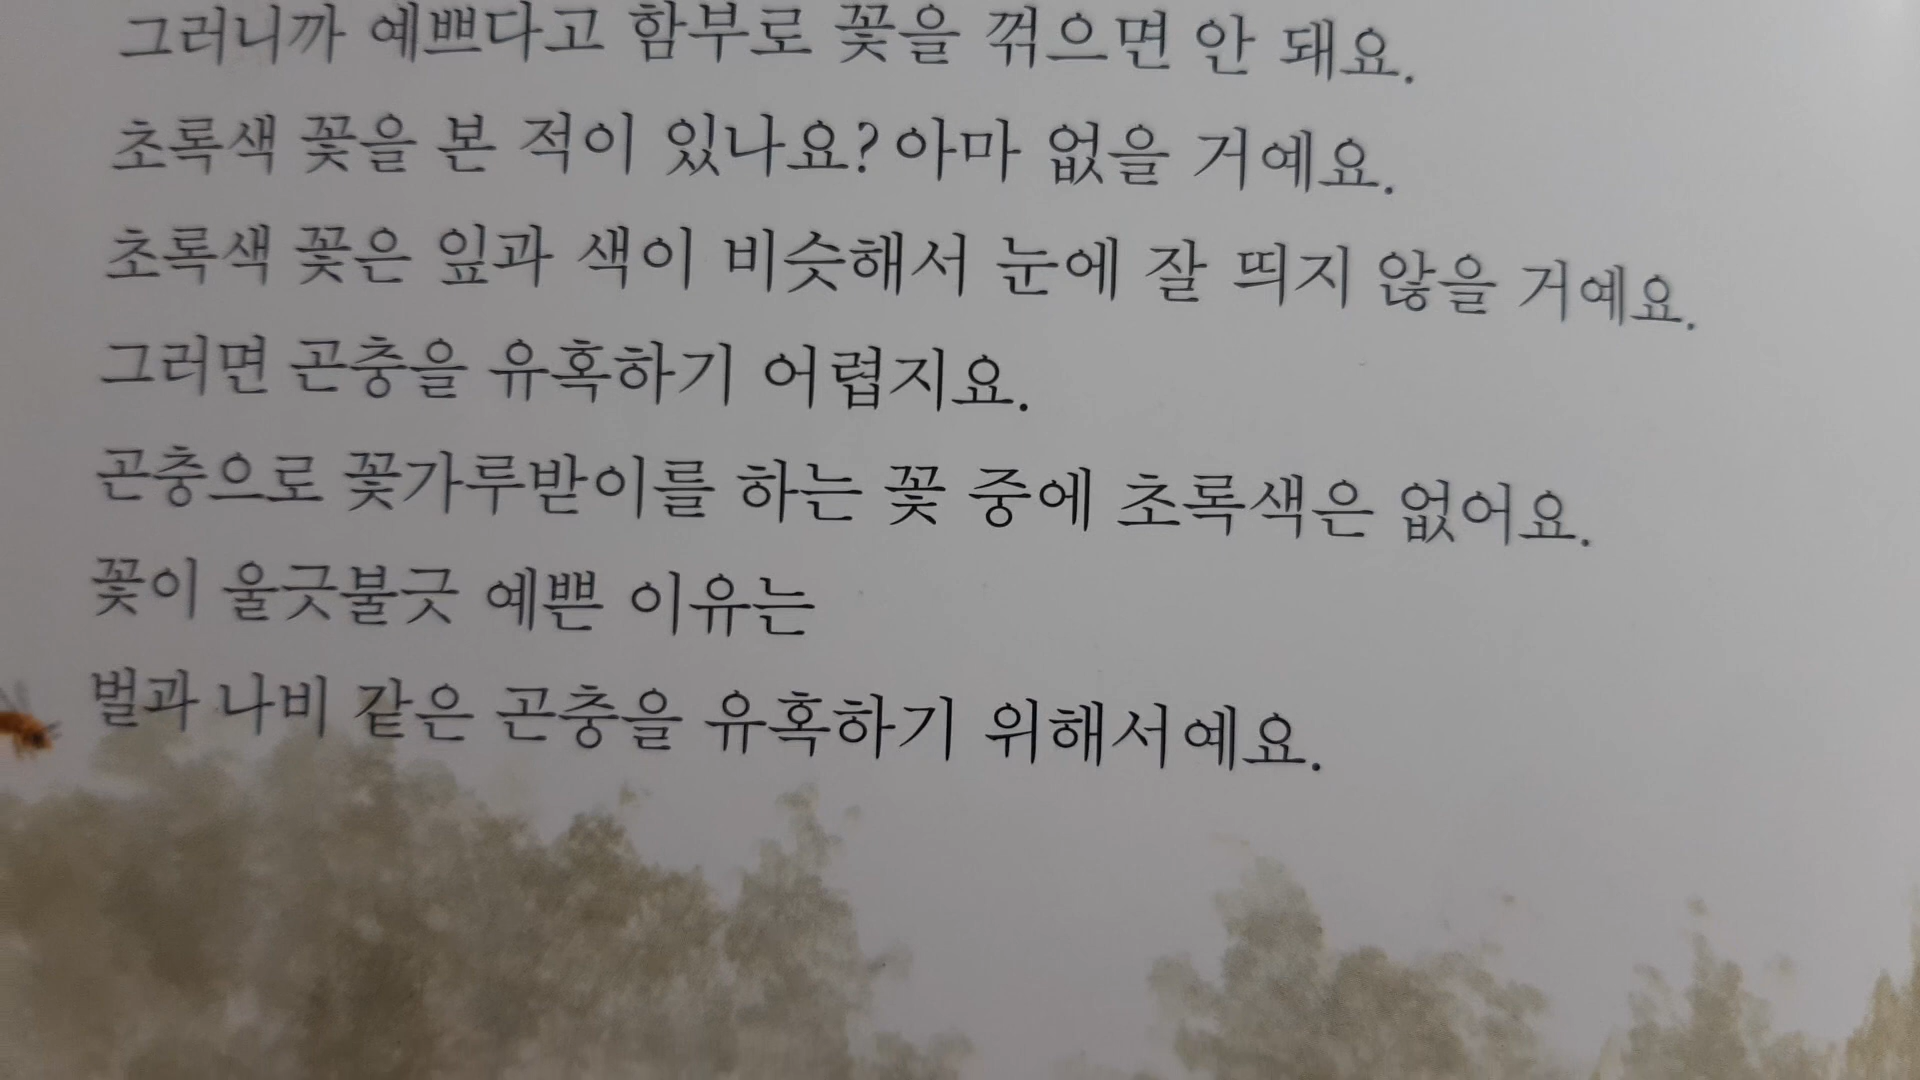 그러니까 예쁘다고 함부로 꽃을 꺾으면 안 돼요.
초록색 꽃을 본 적이 있나요? 아마 없을 거예요.
초록색 꽃은 잎과 색이 비슷해서 눈에 잘 띄지 않을 거예요.
그러면 곤충을 유혹하기 어렵지요.
곤충으로 꽃가루받이를 하는 꽃 중에 초록색은 없어요.
꽃이 울긋불긋 예쁜 이유는
벌과 나비 같은 곤충을 유혹하기 위해서예요.